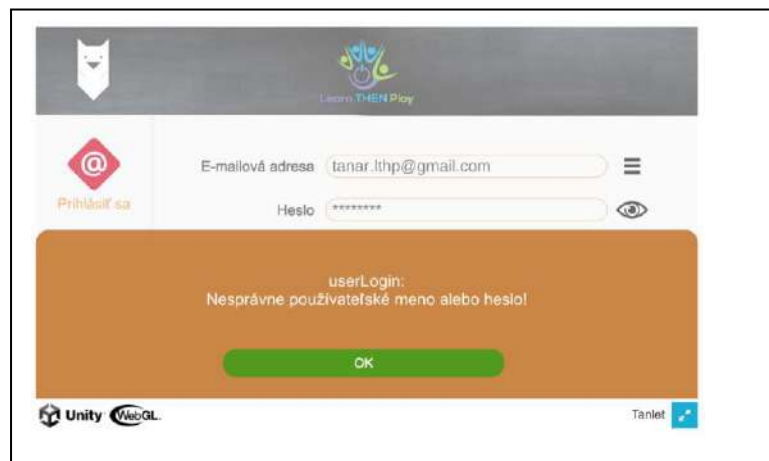 Learn THEN Play
E-mailová adresa
tanar.lthp@gmail.com
Prihlásiť sa
Heslo
********
userLogin:
Nesprávne používateľské meno alebo heslo!
OK
Unity
WebGL.
Tanlet